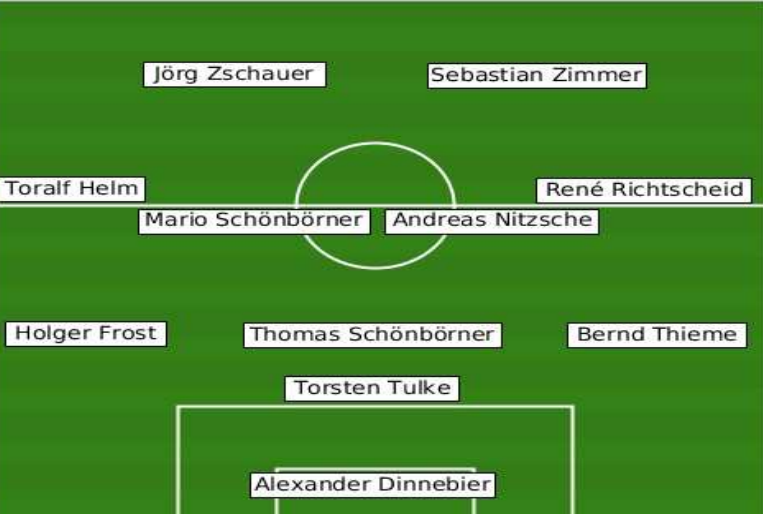 Jörg Zschauer
Sebastian Zimmer
Toralf Helm
René Richtscheid
Mario Schönbörner
Andreas Nitzsche
Holger Frost
Thomas Schönbörner
Bernd Thieme
Torsten Tulke
Alexander Dinnebier